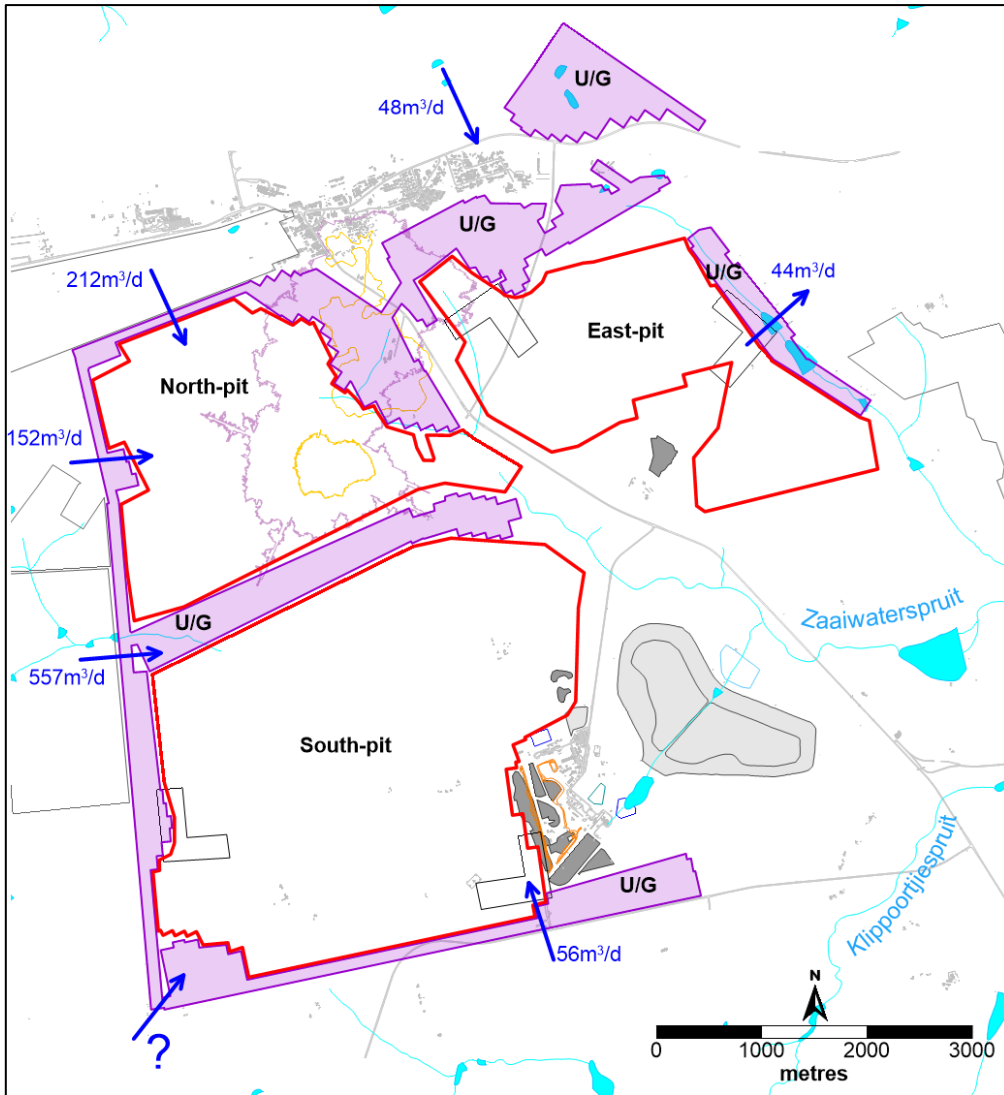 U/G
48m³/d
U/G
212m³/d
U/G
44m³/d
East-pit
North-pit
152m³/d
Zaaiwaterspruit
U/G
557m³/d
South-pit
Klippoortjiespruit
U/G
56m³/d
?
N
0 1000 2000 3000
metres